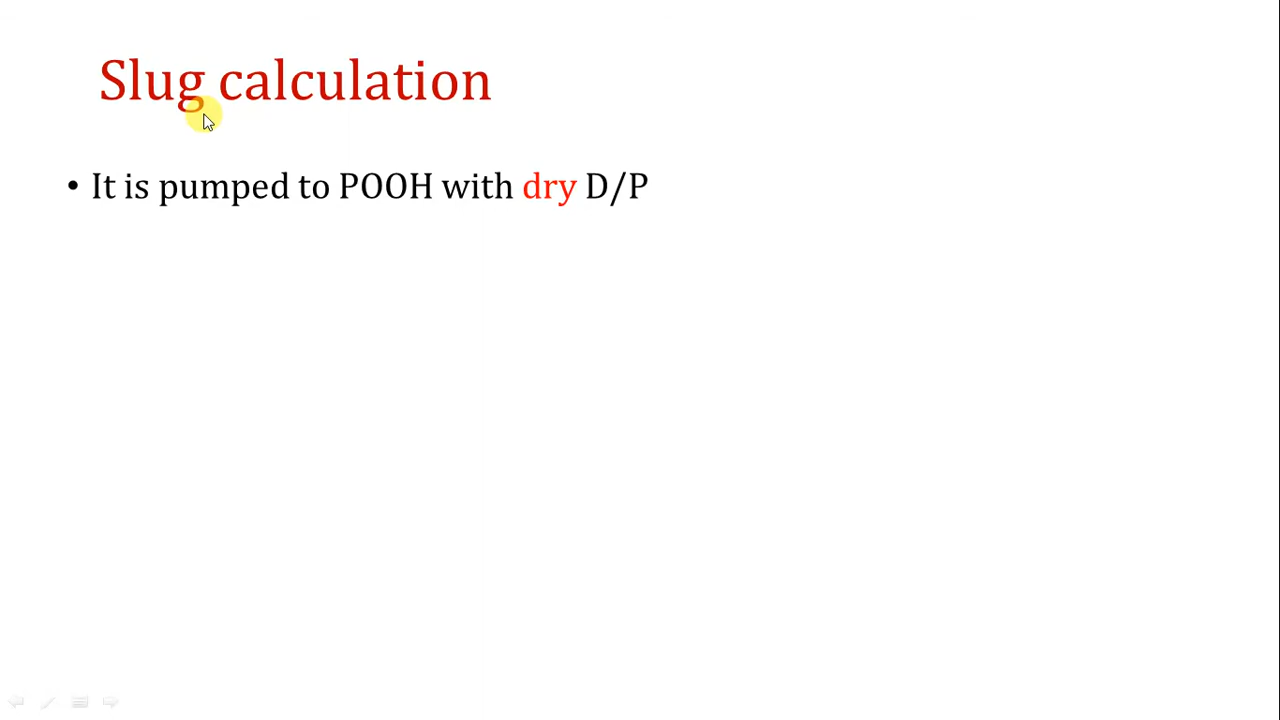 Slug calculation
• It is pumped to POOH with dry D/P